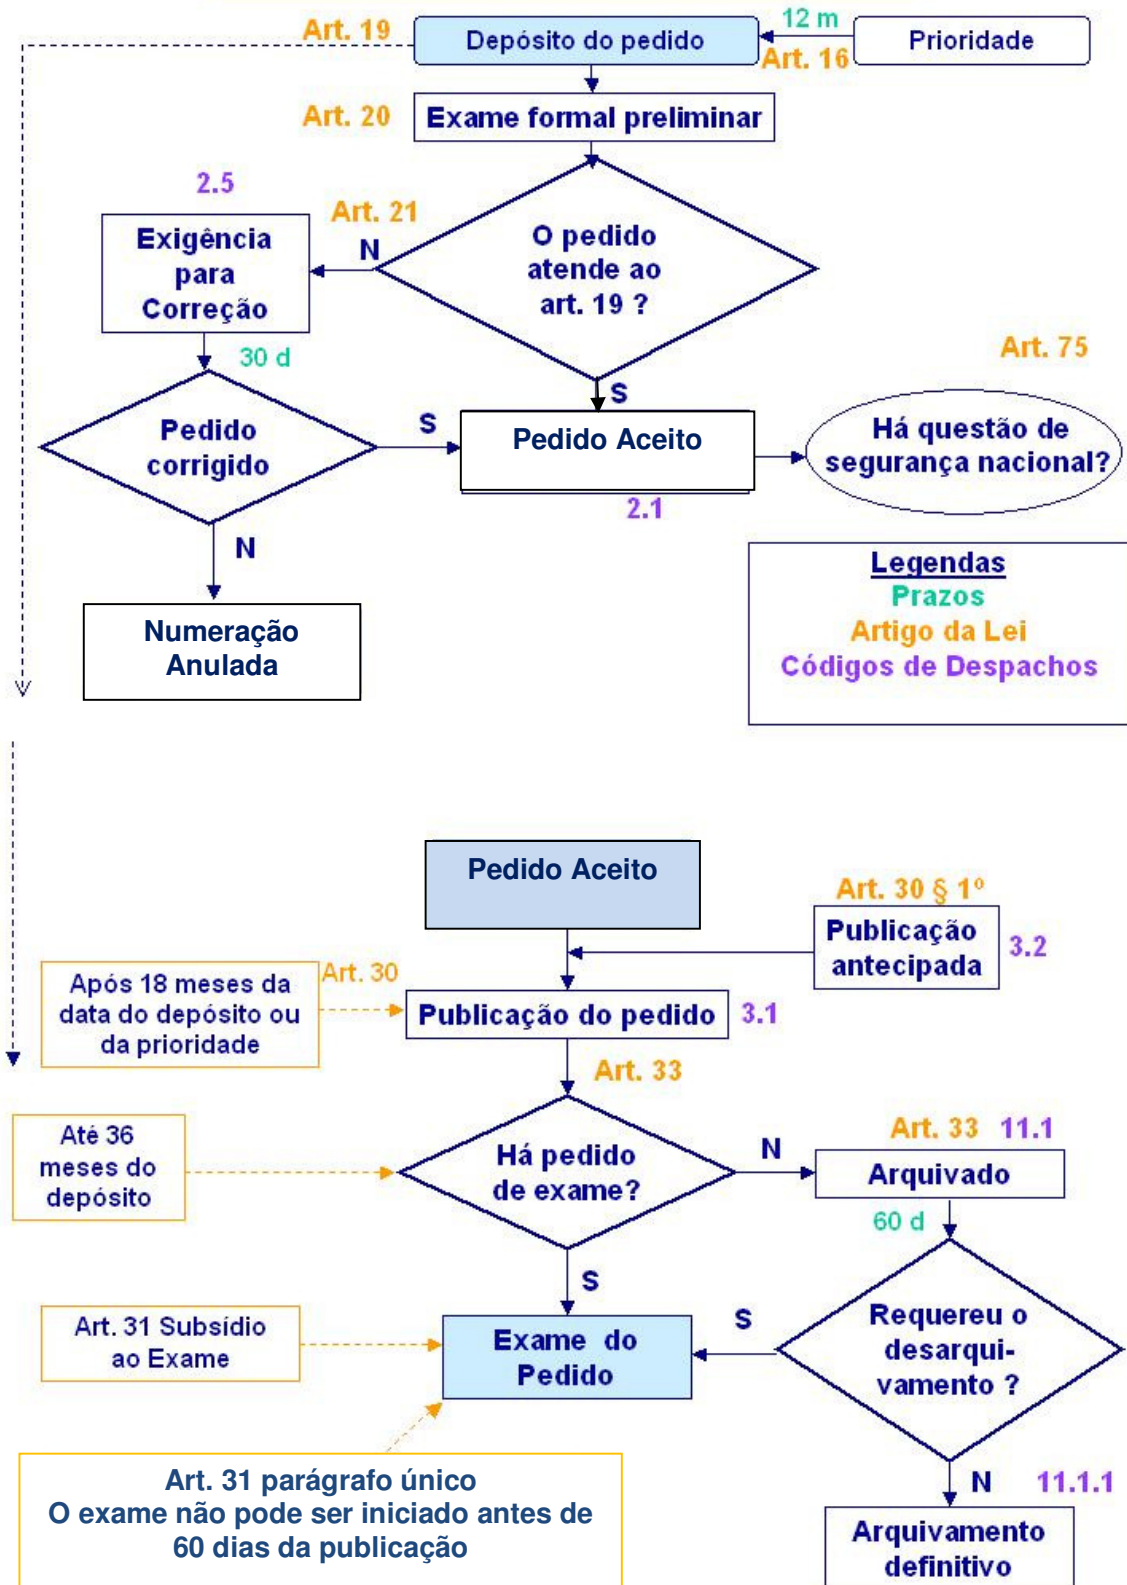 Art. 19
Depósito do pedido
12 m
Art. 16
Prioridade
Art. 20
Exame formal preliminar
2.5
Art. 21
Exigência
para
Correção
N
O pedido
atende ao
art. 19 ?
30 d
S
Art. 75
Pedido
corrigido
S
Pedido Aceito
2.1
Há questão de
segurança nacional?
N
Numeração
Anulada
Legendas
Prazos
Artigo da Lei
Códigos de Despachos
Pedido Aceito
Art. 30 § 1º
Publicação
antecipada
3.2
Após 18 meses da
data do depósito ou
da prioridade
Art. 30
Publicação do pedido
3.1
Art. 33
Até 36
meses do
depósito
Há pedido
de exame?
N
Art. 33 11.1
Arquivado
60 d
S
Art. 31 Subsídio
ao Exame
Exame do
Pedido
S
Requereu o
desarqui-
vamento ?
Art. 31 parágrafo único
O exame não pode ser iniciado antes de
60 dias da publicação
N
11.1.1
Arquivamento
definitivo